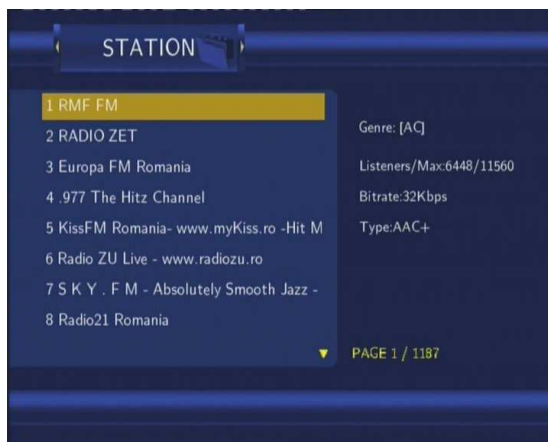 STATION
1 RMF FM
2 RADIO ZET
3 Europa FM Romania
4 .977 The Hitz Channel
5 KissFM Romania- www.myKiss.ro -Hit M
6 Radio ZU Live - www.radiozu.ro
7 S K Y . F M - Absolutely Smooth Jazz -
8 Radio21 Romania
Genre: [AC]
Listeners/Max:6448/11560
Bitrate:32Kbps
Type:AAC+
PAGE 1 / 1187